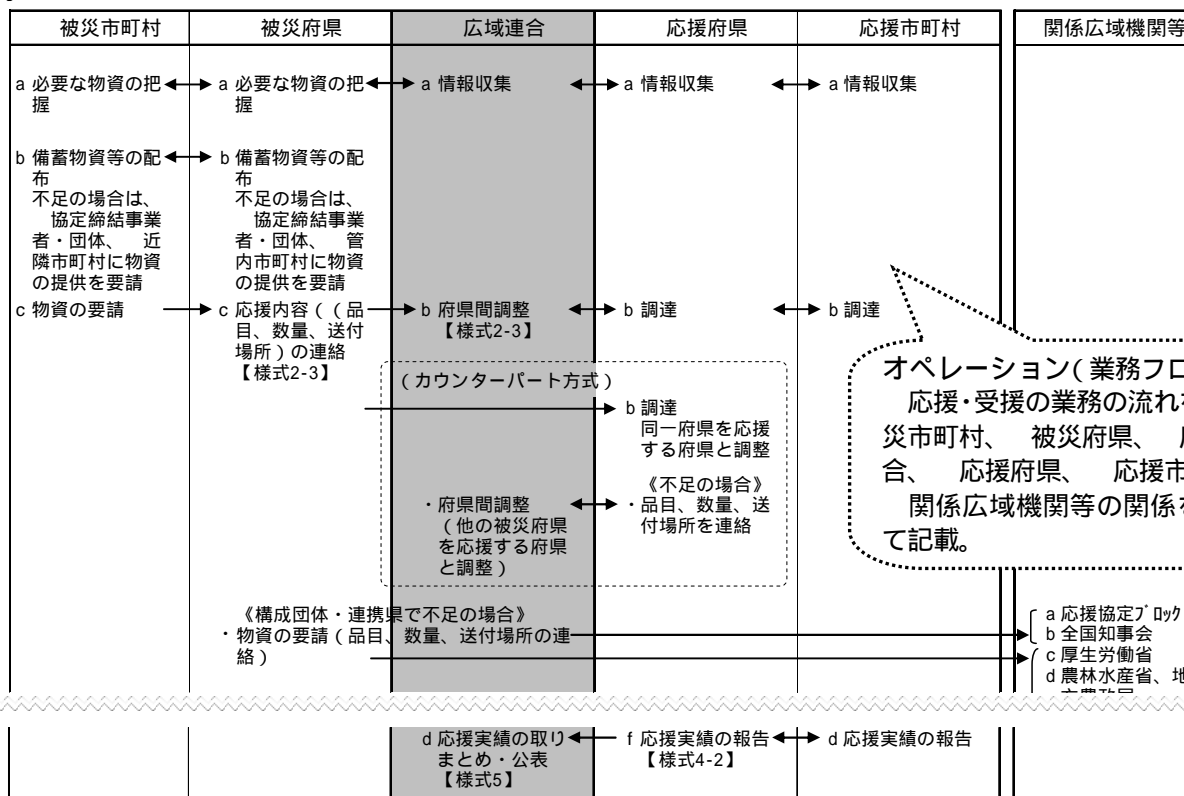 被災市町村
被災府県
広域連合
応援府県
応援市町村
関係広域機関等
a 必要な物資の把
握
a 必要な物資の把
握
a 情報収集
a 情報収集
a 情報収集
b 備蓄物資等の配
布
不足の場合は、
協定締結事業
者・団体、　近
隣市町村に物資
の提供を要請
b 備蓄物資等の配
布
不足の場合は、
協定締結事業
者・団体、　管
内市町村に物資
の提供を要請
c 物資の要請
c 応援内容（（品
目、数量、送付
場所）の連絡
【様式2-3】
b 府県間調整
【様式2-3】
b 調達
b 調達
（カウンターパート方式）
b 調達
同一府県を応援
する府県と調整
《不足の場合》
・品目、数量、送
付場所を連絡
・府県間調整
（他の被災府県
を応援する府県
と調整）
オペレーション（業務フロ
応援・受援の業務の流れ
災市町村、　被災府県、
合、　応援府県、　応援市
関係広域機関等の関係
て記載。
《構成団体・連携県で不足の場合》
・物資の要請（品目、数量、送付場所の連
絡）
a 応援協定ブロック
b 全国知事会
c 厚生労働省
d 農林水産省、地
d 応援実績の取り
まとめ・公表
【様式5】
f 応援実績の報告
【様式4-2】
d 応援実績の報告